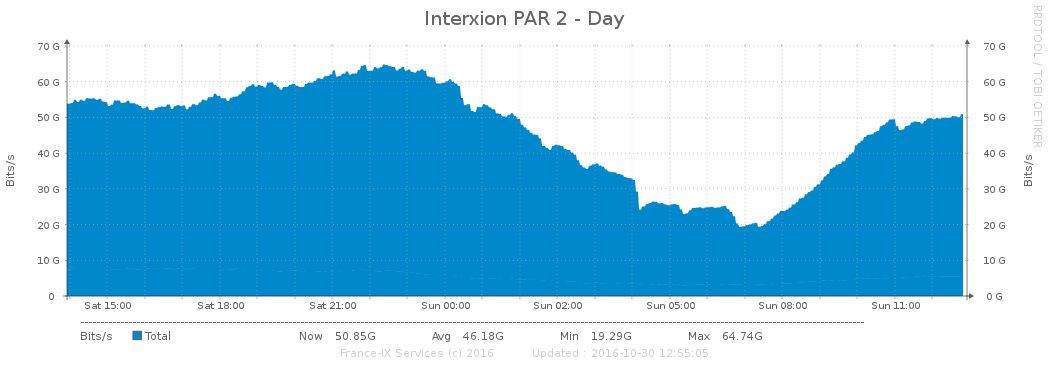 Interxion PAR 2 - Day
RRDTOOL / TOBI OETIKER
Bits/s
70 G 70 G
60 G 60 G
50 G 50 G
40 G 40 G
30 G 30 G
20 G 20 G
10 G 10 G
0 0 G
Bits/s
Sat 15:00 Sat 18:00 Sat 21:00 Sun 00:00 Sun 02:00 Sun 05:00 Sun 08:00 Sun 11:00
Bits/s Total Now 50.85G Avg 46.18G Min 19.29G Max 64.74G
France-IX Services (c) 2016 Updated : 2016-10-30 12:55:05